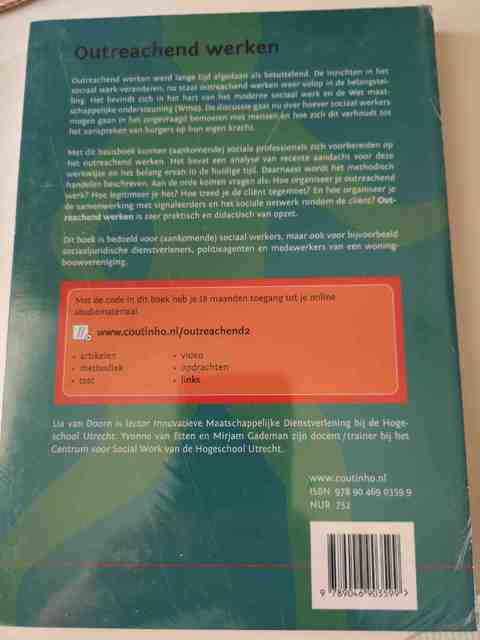 Outreachend werken
Outreachend werken werd lange tijd afgedaan als betuttelend. De inzichten in het
sociaal werk veranderen, nu staat outreachend werken weer volop in de belangstel-
ling. Het bevindt zich in het hart van het moderne sociaal werk en de Wet maat-
schappelijke ondersteuning (Wmo). De discussie gaat nu over hoever sociaal werkers
mogen gaan in het ongevraagd bemoeien met mensen en hoe zich dit verhoudt tot
het aanspreken van burgers op hun eigen kracht.
Met dit basisboek kunnen (aankomende) sociale professionals zich voorbereiden op
het outreachend werken. Het bevat een analyse van recente aandacht voor deze
werkwijze en het belang ervan in de huidige tijd. Daarnaast wordt het methodisch
handelen beschreven. Aan de orde komen vragen als: Hoe organiseer je outreachend
werk? Hoe legitimeer je het? Hoe treed je de cliënt tegemoet? En hoe organiseer je
de samenwerking met signaleerders en het sociale netwerk rondom de cliënt? Out-
reachend werken is zeer praktisch en didactisch van opzet.
Dit boek is bedoeld voor (aankomende) sociaal werkers, maar ook voor bijvoorbeeld
sociaaljuridische dienstverleners, politieagenten en medewerkers van een woning-
bouwvereniging.
Met de code in dit boek heb je 18 maanden toegang tot je online
studiemateriaal
www.coutinho.nl/outreachend2
• artikelen • video
• methodiek • opdrachten
• test • links
Lia van Doorn is lector Innovatieve Maatschappelijke Dienstverlening bij de Hoge-
school Utrecht. Yvonne van Etten en Mirjam Gademan zijn docent/trainer bij het
Centrum voor Social Work van de Hogeschool Utrecht.
www.coutinho.nl
ISBN 978 90 469 0359 9
NUR 752
9 789046 903599 >